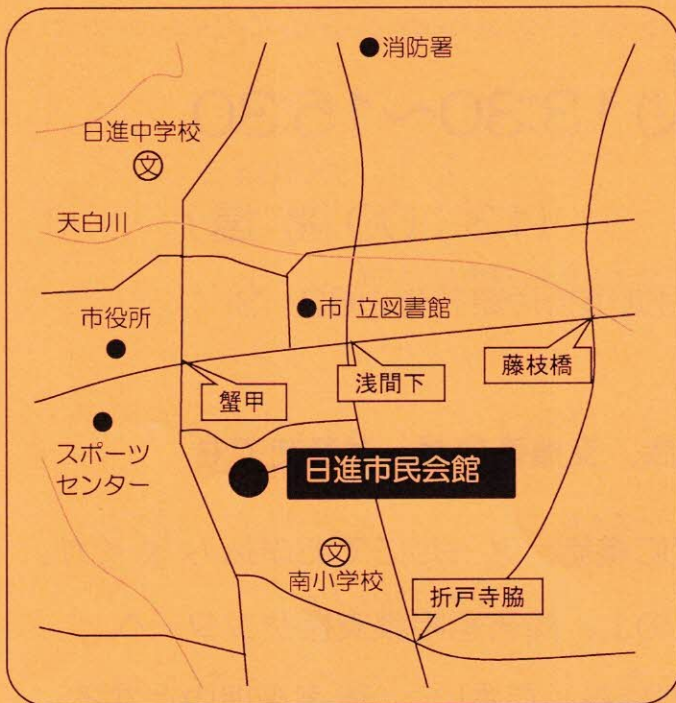 消防署
日進中学校
文
天白川
市役所
市立図書館
藤枝橋
浅間下
蟹甲
スポーツ
センター
日進市民会館
文
南小学校
折戸寺脇